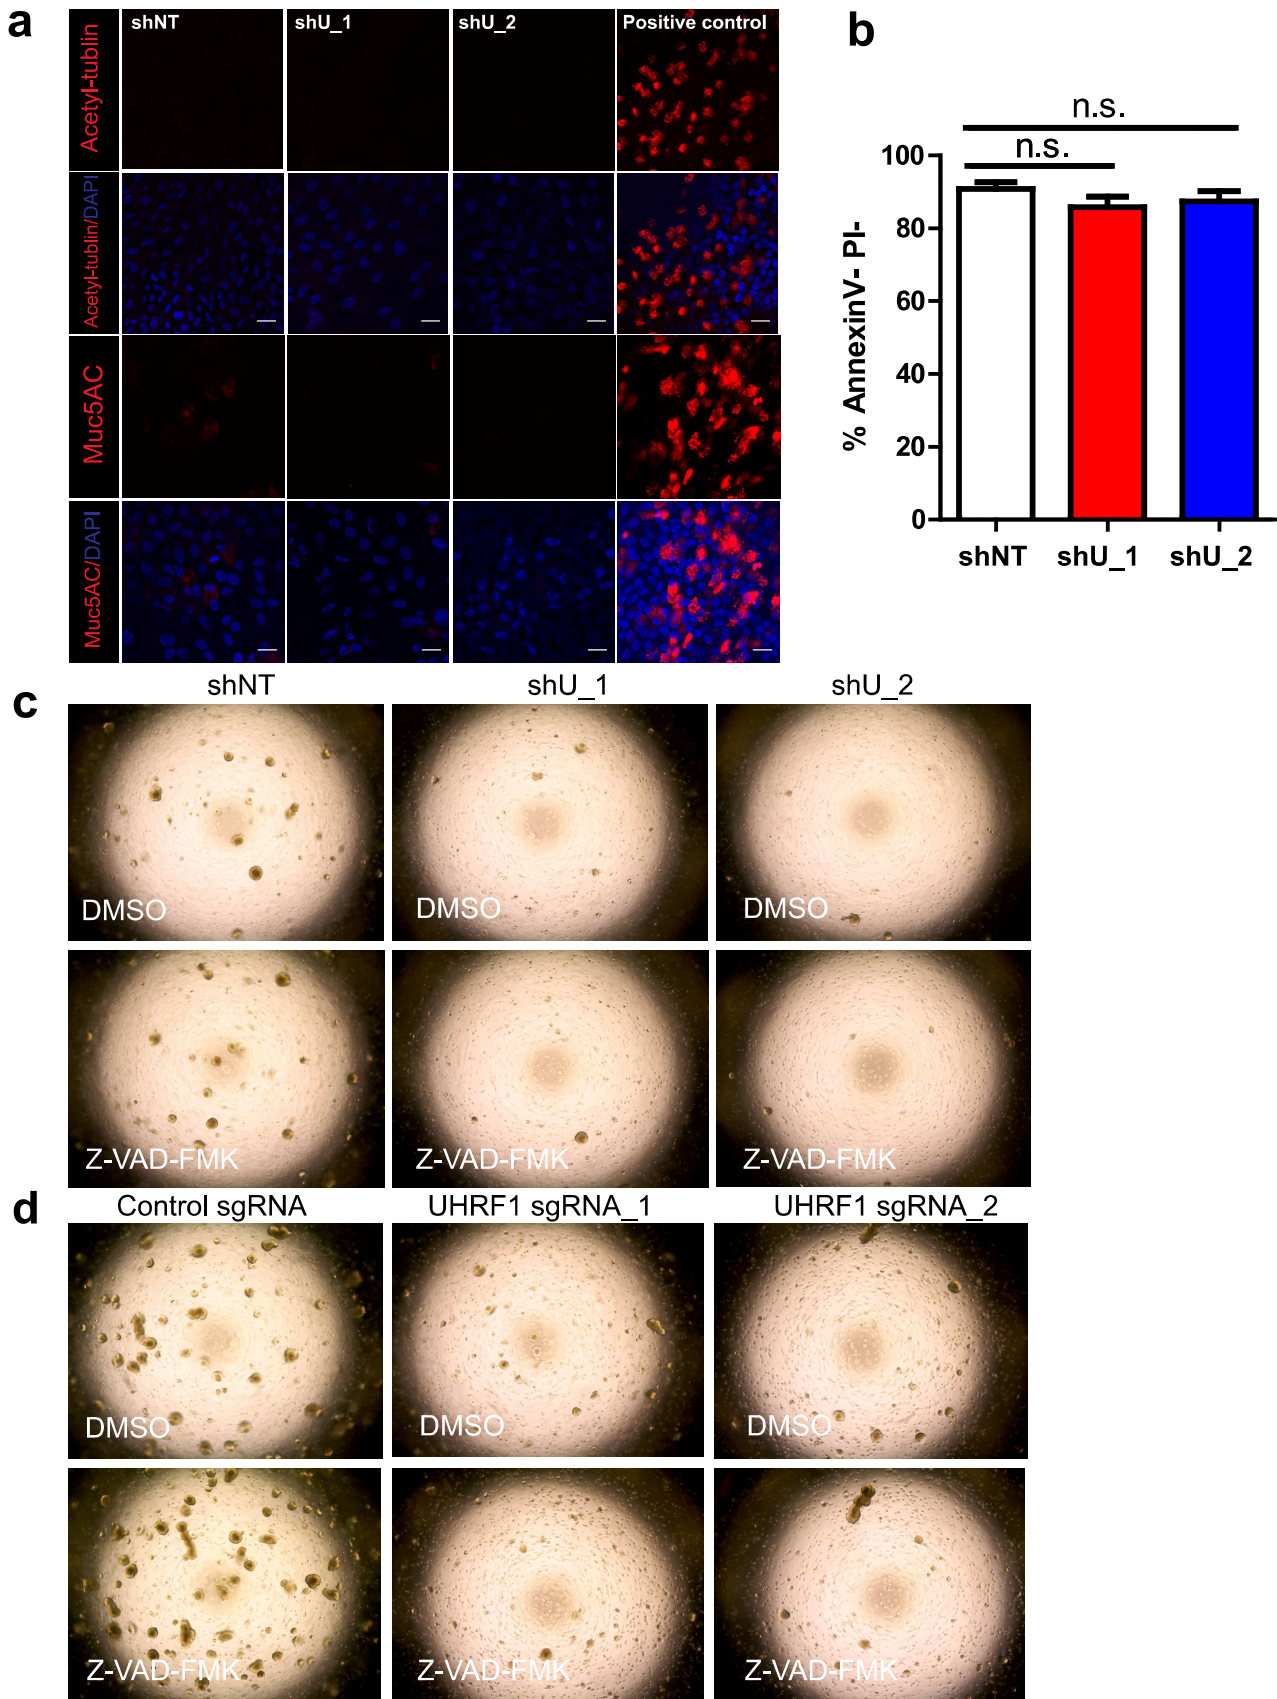 a
shNT
shU_1
shU_2
Positive control
Acetyl-tublin
Acetyl-tublin/DAPI
Muc5AC
Muc5AC/DAPI
b
n.s.
n.s.
% AnnexinV- PI-
100
80
60
40
20
0
shNT
shU_1
shU_2
c
shNT
shU_1
shU_2
DMSO
DMSO
DMSO
Z-VAD-FMK
Z-VAD-FMK
Z-VAD-FMK
d
Control sgRNA
UHRF1 sgRNA_1
UHRF1 sgRNA_2
DMSO
DMSO
DMSO
Z-VAD-FMK
Z-VAD-FMK
Z-VAD-FMK